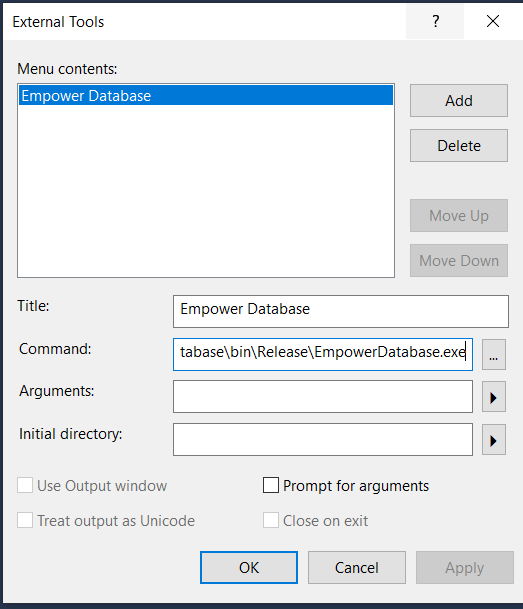 External Tools
?
Menu contents:
Empower Database
Add
Delete
Move Up
Move Down
Title:
Empower Database
Command:
tabase\bin\Release\EmpowerDatabase.exe
...
Arguments:
Initial directory:
Use Output window
Prompt for arguments
Treat output as Unicode
Close on exit
OK
Cancel
Apply